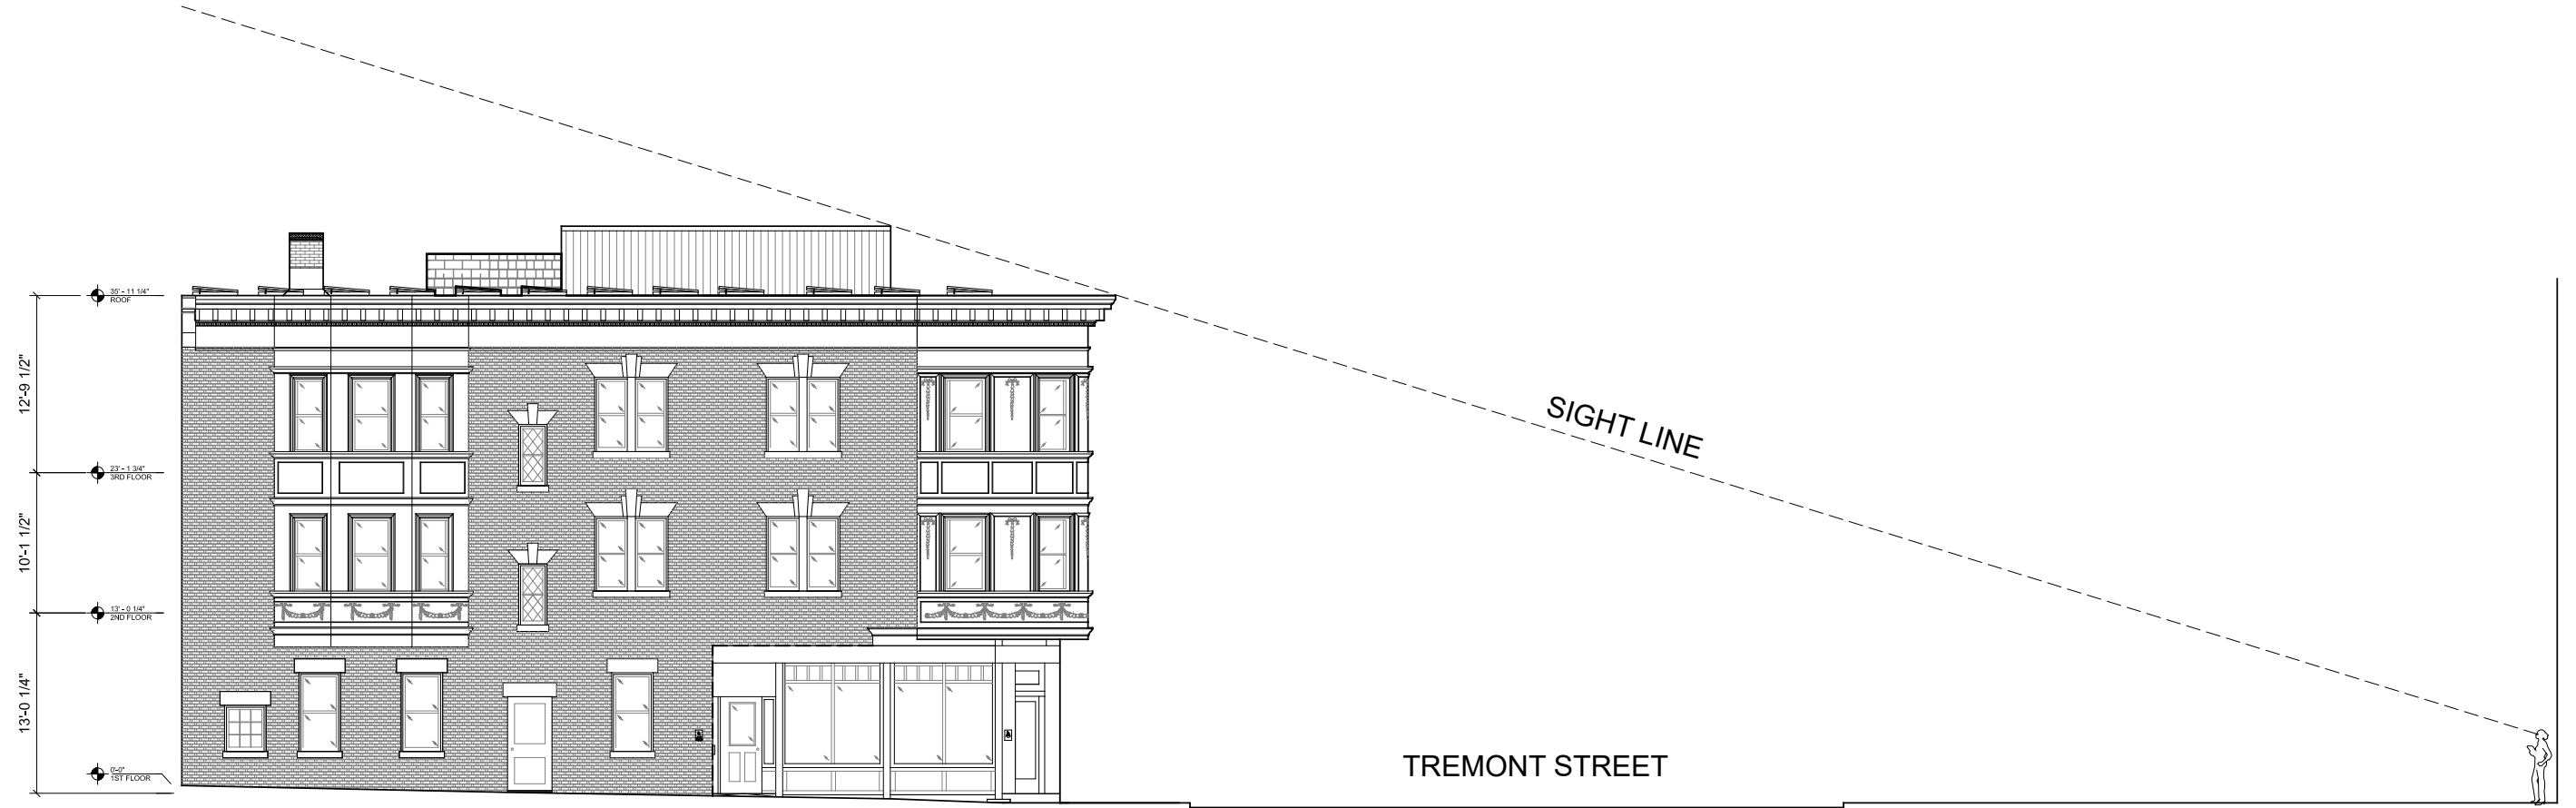 35' - 11 1/4"
ROOF
12'-9 1/2"
SIGHT LINE
23' - 1 3/4"
3RD FLOOR
10'-1 1/2"
13' - 0 1/4"
2ND FLOOR
13'-0 1/4"
0'-0"
1ST FLOOR
TREMONT STREET